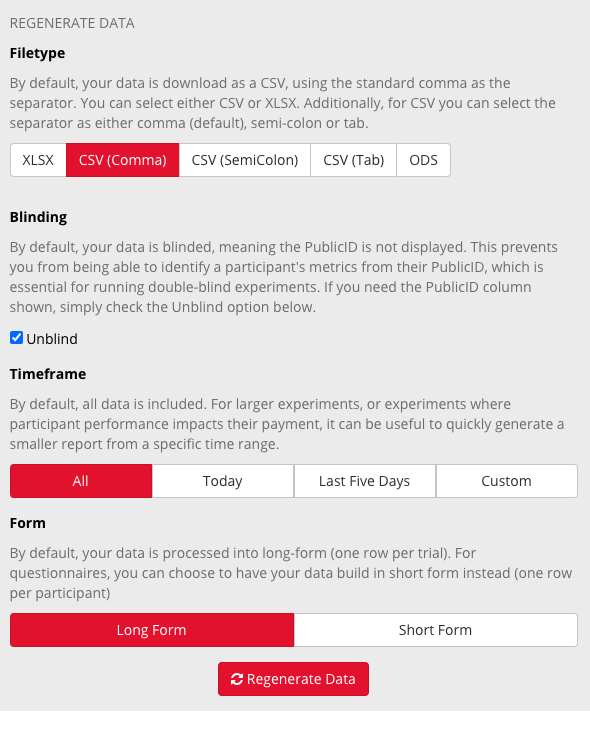 REGENERATE DATA
Filetype
By default, your data is download as a CSV, using the standard comma as the
separator. You can select either CSV or XLSX. Additionally, for CSV you can select the
separator as either comma (default), semi-colon or tab.
XLSX CSV (Comma) CSV (SemiColon) CSV (Tab) ODS
Blinding
By default, your data is blinded, meaning the PublicID is not displayed. This prevents
you from being able to identify a participant's metrics from their PublicID, which is
essential for running double-blind experiments. If you need the PublicID column
shown, simply check the Unblind option below.
Unblind
Timeframe
By default, all data is included. For larger experiments, or experiments where
participant performance impacts their payment, it can be useful to quickly generate a
smaller report from a specific time range.
All Today Last Five Days Custom
Form
By default, your data is processed into long-form (one row per trial). For
questionnaires, you can choose to have your data build in short form instead (one row
per participant)
Long Form Short Form
Regenerate Data